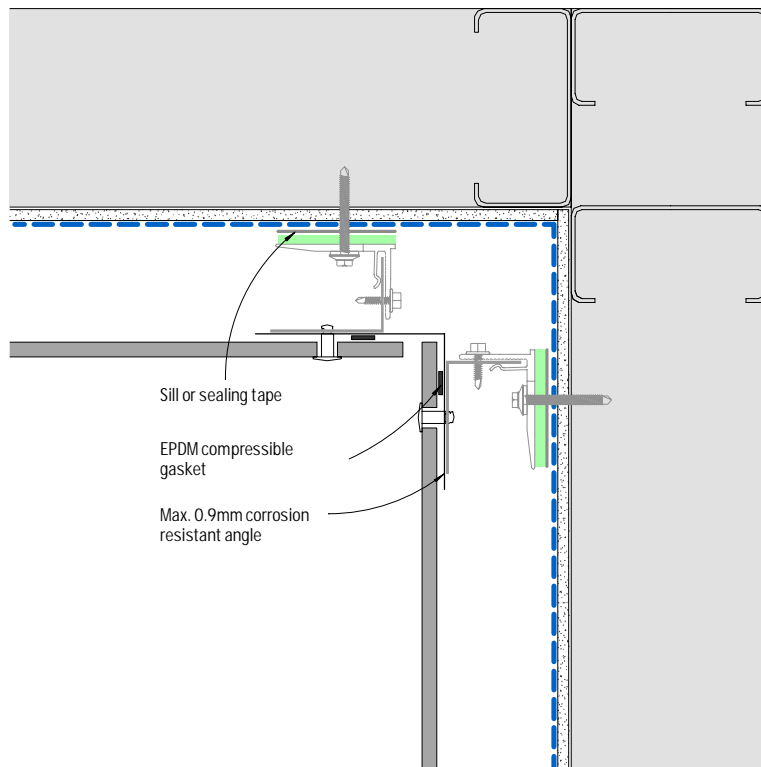 Sill or sealing tape
EPDM compressible
gasket
Max. 0.9mm corrosion
resistant angle